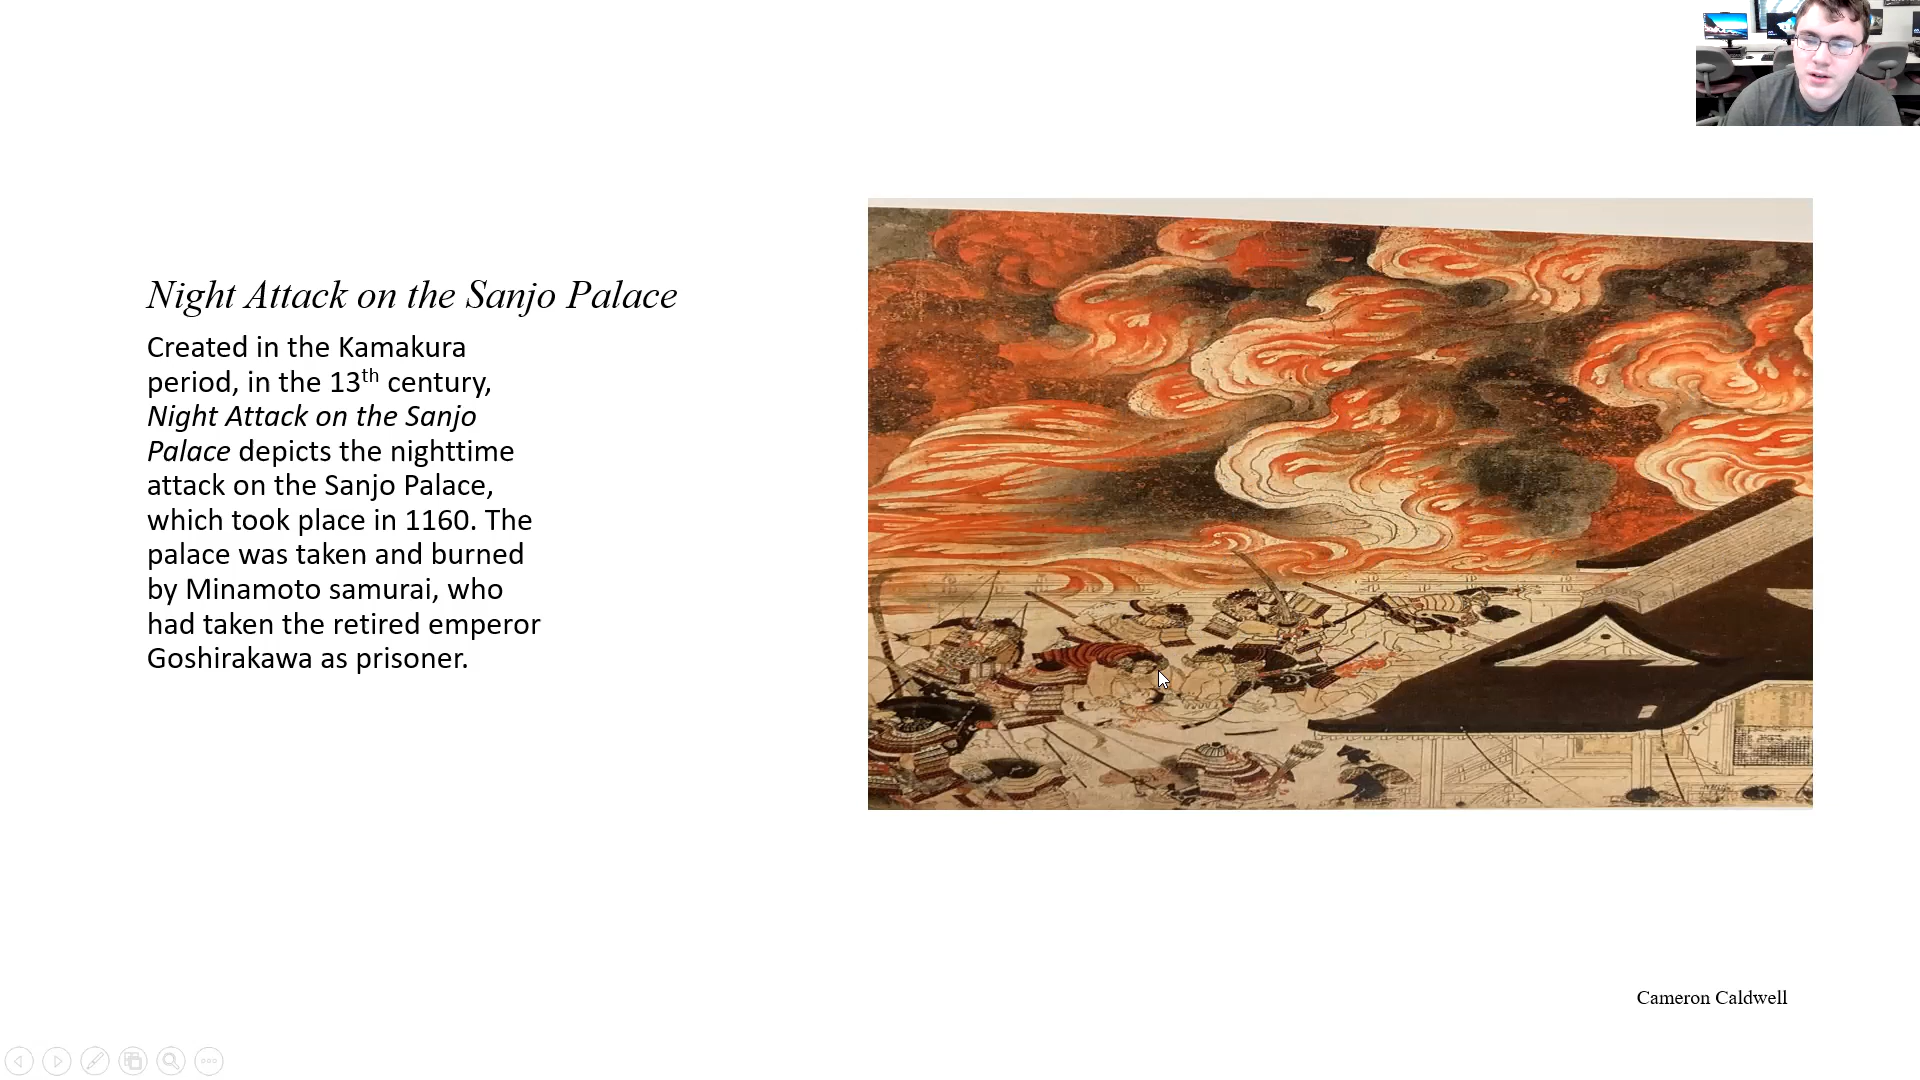 Night Attack on the Sanjo Palace
Created in the Kamakura
period, in the 13th century,
Night Attack on the Sanjo
Palace depicts the nighttime
attack on the Sanjo Palace,
which took place in 1160. The
palace was taken and burned
by Minamoto samurai, who
had taken the retired emperor
Goshirakawa as prisoner.
Cameron Caldwell